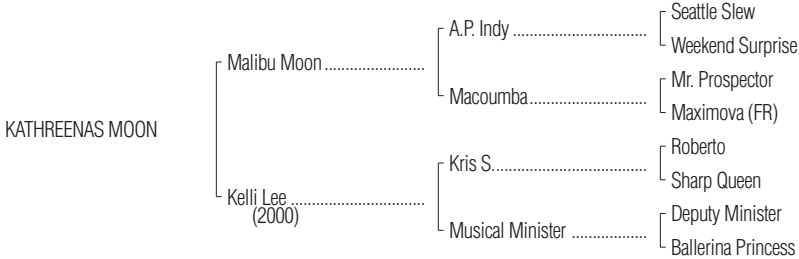 Seattle Slew
A.P. Indy ..............................
Weekend Surprise
Malibu Moon ......................
Mr. Prospector
Macoumba..........................
Maximova (FR)
KATHREENAS MOON
Roberto
Kris S..................................
Sharp Queen
Kelli Lee .............................
(2000)
Deputy Minister
Musical Minister .................
Ballerina Princess